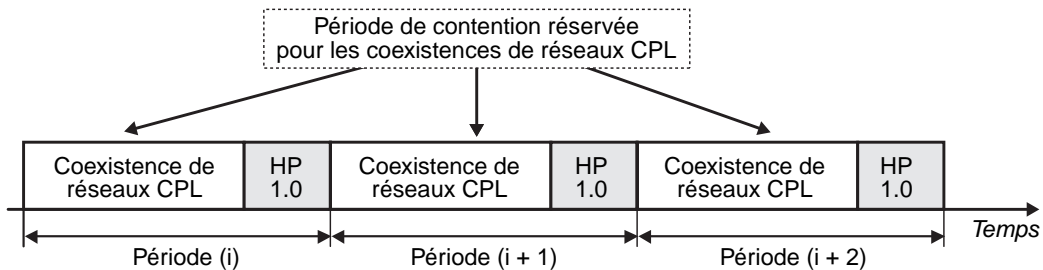 Période de contention réservée
pour les coexistences de réseaux CPL
Coexistence de
réseaux CPL
HP
1.0
Coexistence de
réseaux CPL
HP
1.0
Coexistence de
réseaux CPL
HP
1.0
Temps
Période (i)
Période (i + 1)
Période (i + 2)